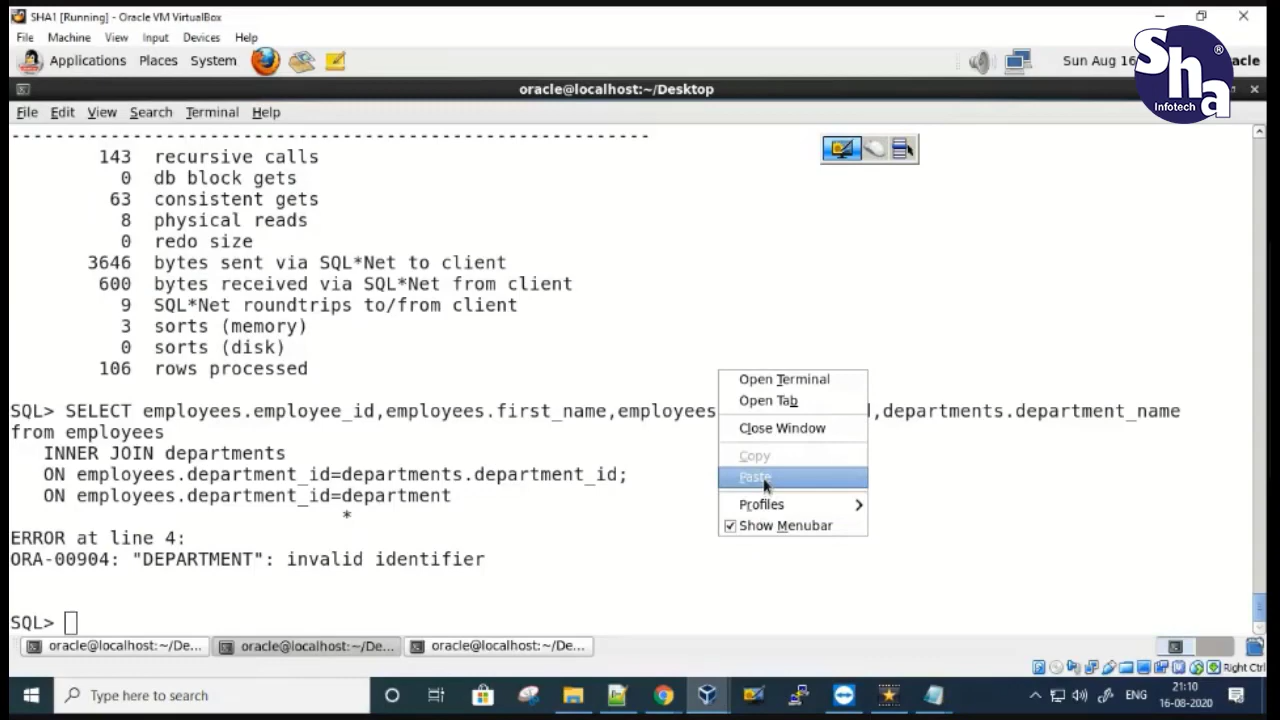 SHA1 [Running] - Oracle VM VirtualBox
File Machine View Input Devices Help
Applications Places System
Sun Aug 16
acle
Sha
®
Infotech
oracle@localhost:~/Desktop
File Edit View Search Terminal Help
-----------------------------------------------------------
143 recursive calls
0 db block gets
63 consistent gets
8 physical reads
0 redo size
3646 bytes sent via SQL*Net to client
600 bytes received via SQL*Net from client
9 SQL*Net roundtrips to/from client
3 sorts (memory)
0 sorts (disk)
106 rows processed
SQL> SELECT employees.employee_id,employees.first_name,employees ,departments.department_name
from employees
INNER JOIN departments
ON employees.department_id=departments.department_id;
ON employees.department_id=department
*
ERROR at line 4:
ORA-00904: "DEPARTMENT": invalid identifier
SQL>
Open Terminal
Open Tab
Close Window
Copy
Paste
Profiles
Show Menubar
oracle@localhost:~/De... oracle@localhost:~/De... oracle@localhost:~/De...
Right Ctrl
Type here to search
ENG
21:10
16-08-2020